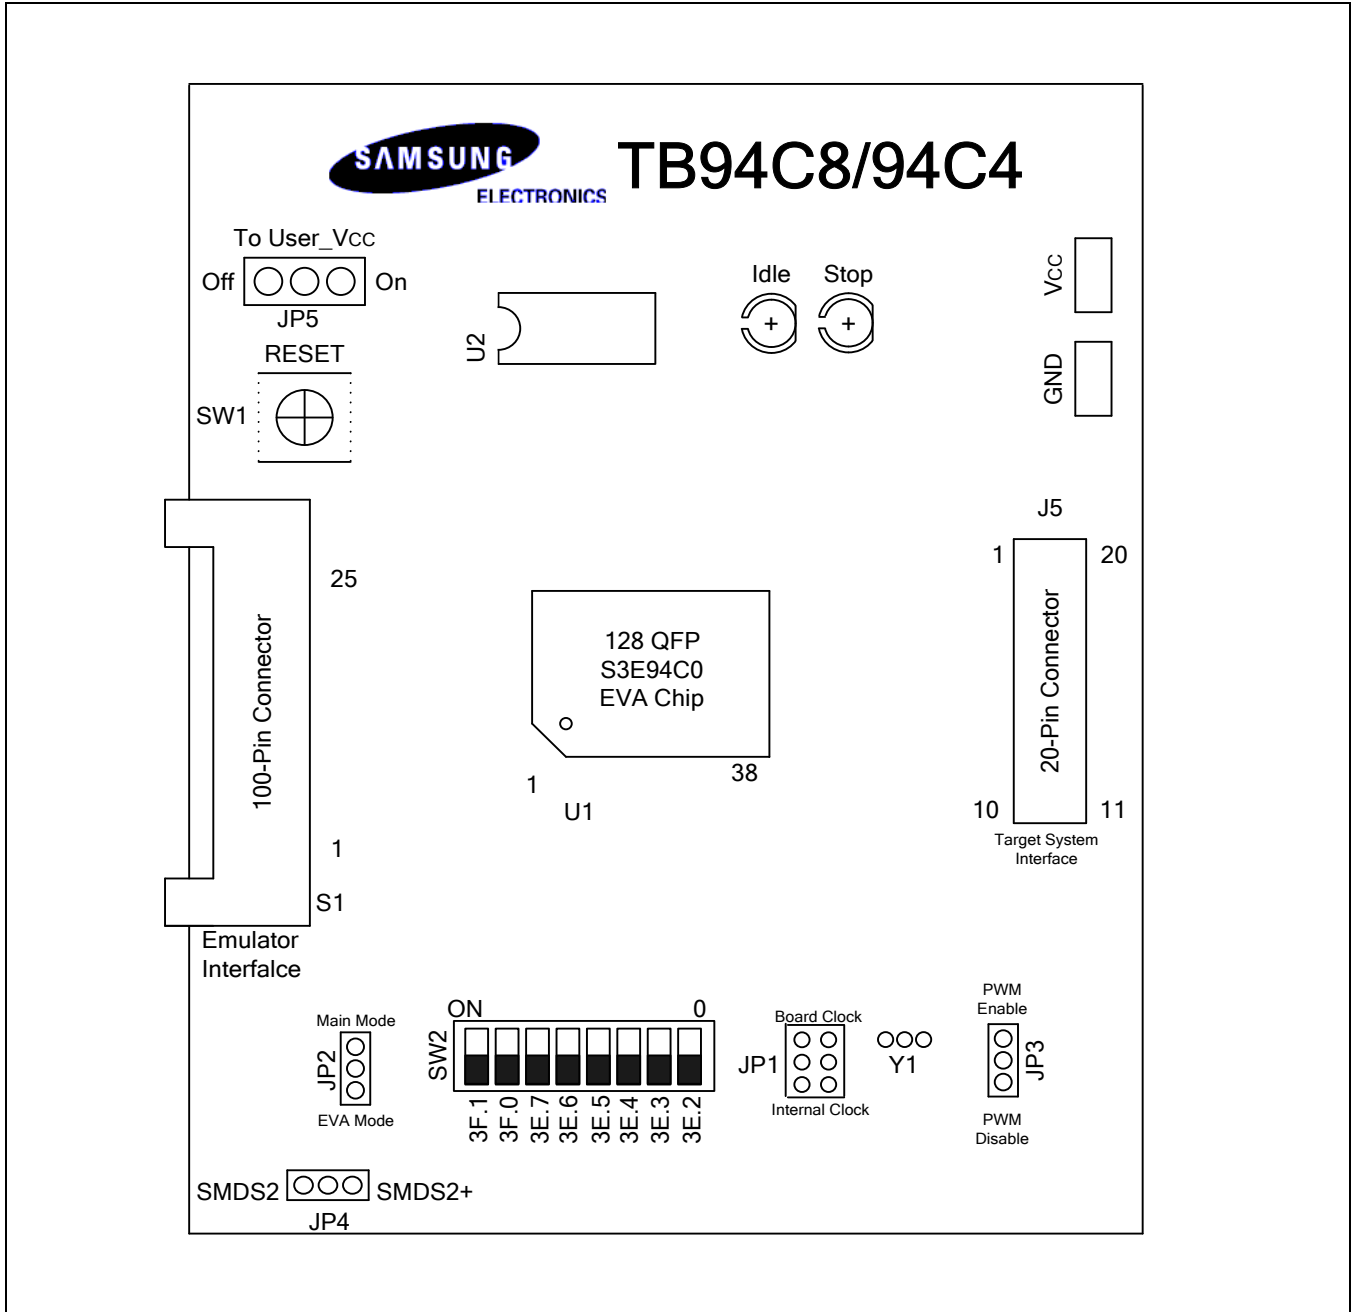 SAMSUNG
ELECTRONICS
TB94C8/94C4
To User_Vcc
Off
On
JP5
RESET
SW1
U2
Idle
Stop
Vcc
GND
J5
1
20
20-Pin Connector
10
11
Target System
Interface
25
100-Pin Connector
1
S1
Emulator
Interfalce
128 QFP
S3E94C0
EVA Chip
1
38
U1
Main Mode
JP2
EVA Mode
ON
0
SW2
3F.1
3F.0
3E.7
3E.6
3E.5
3E.4
3E.3
3E.2
Board Clock
JP1
Internal Clock
Y1
PWM
Enable
JP3
PWM
Disable
SMDS2
SMDS2+
JP4